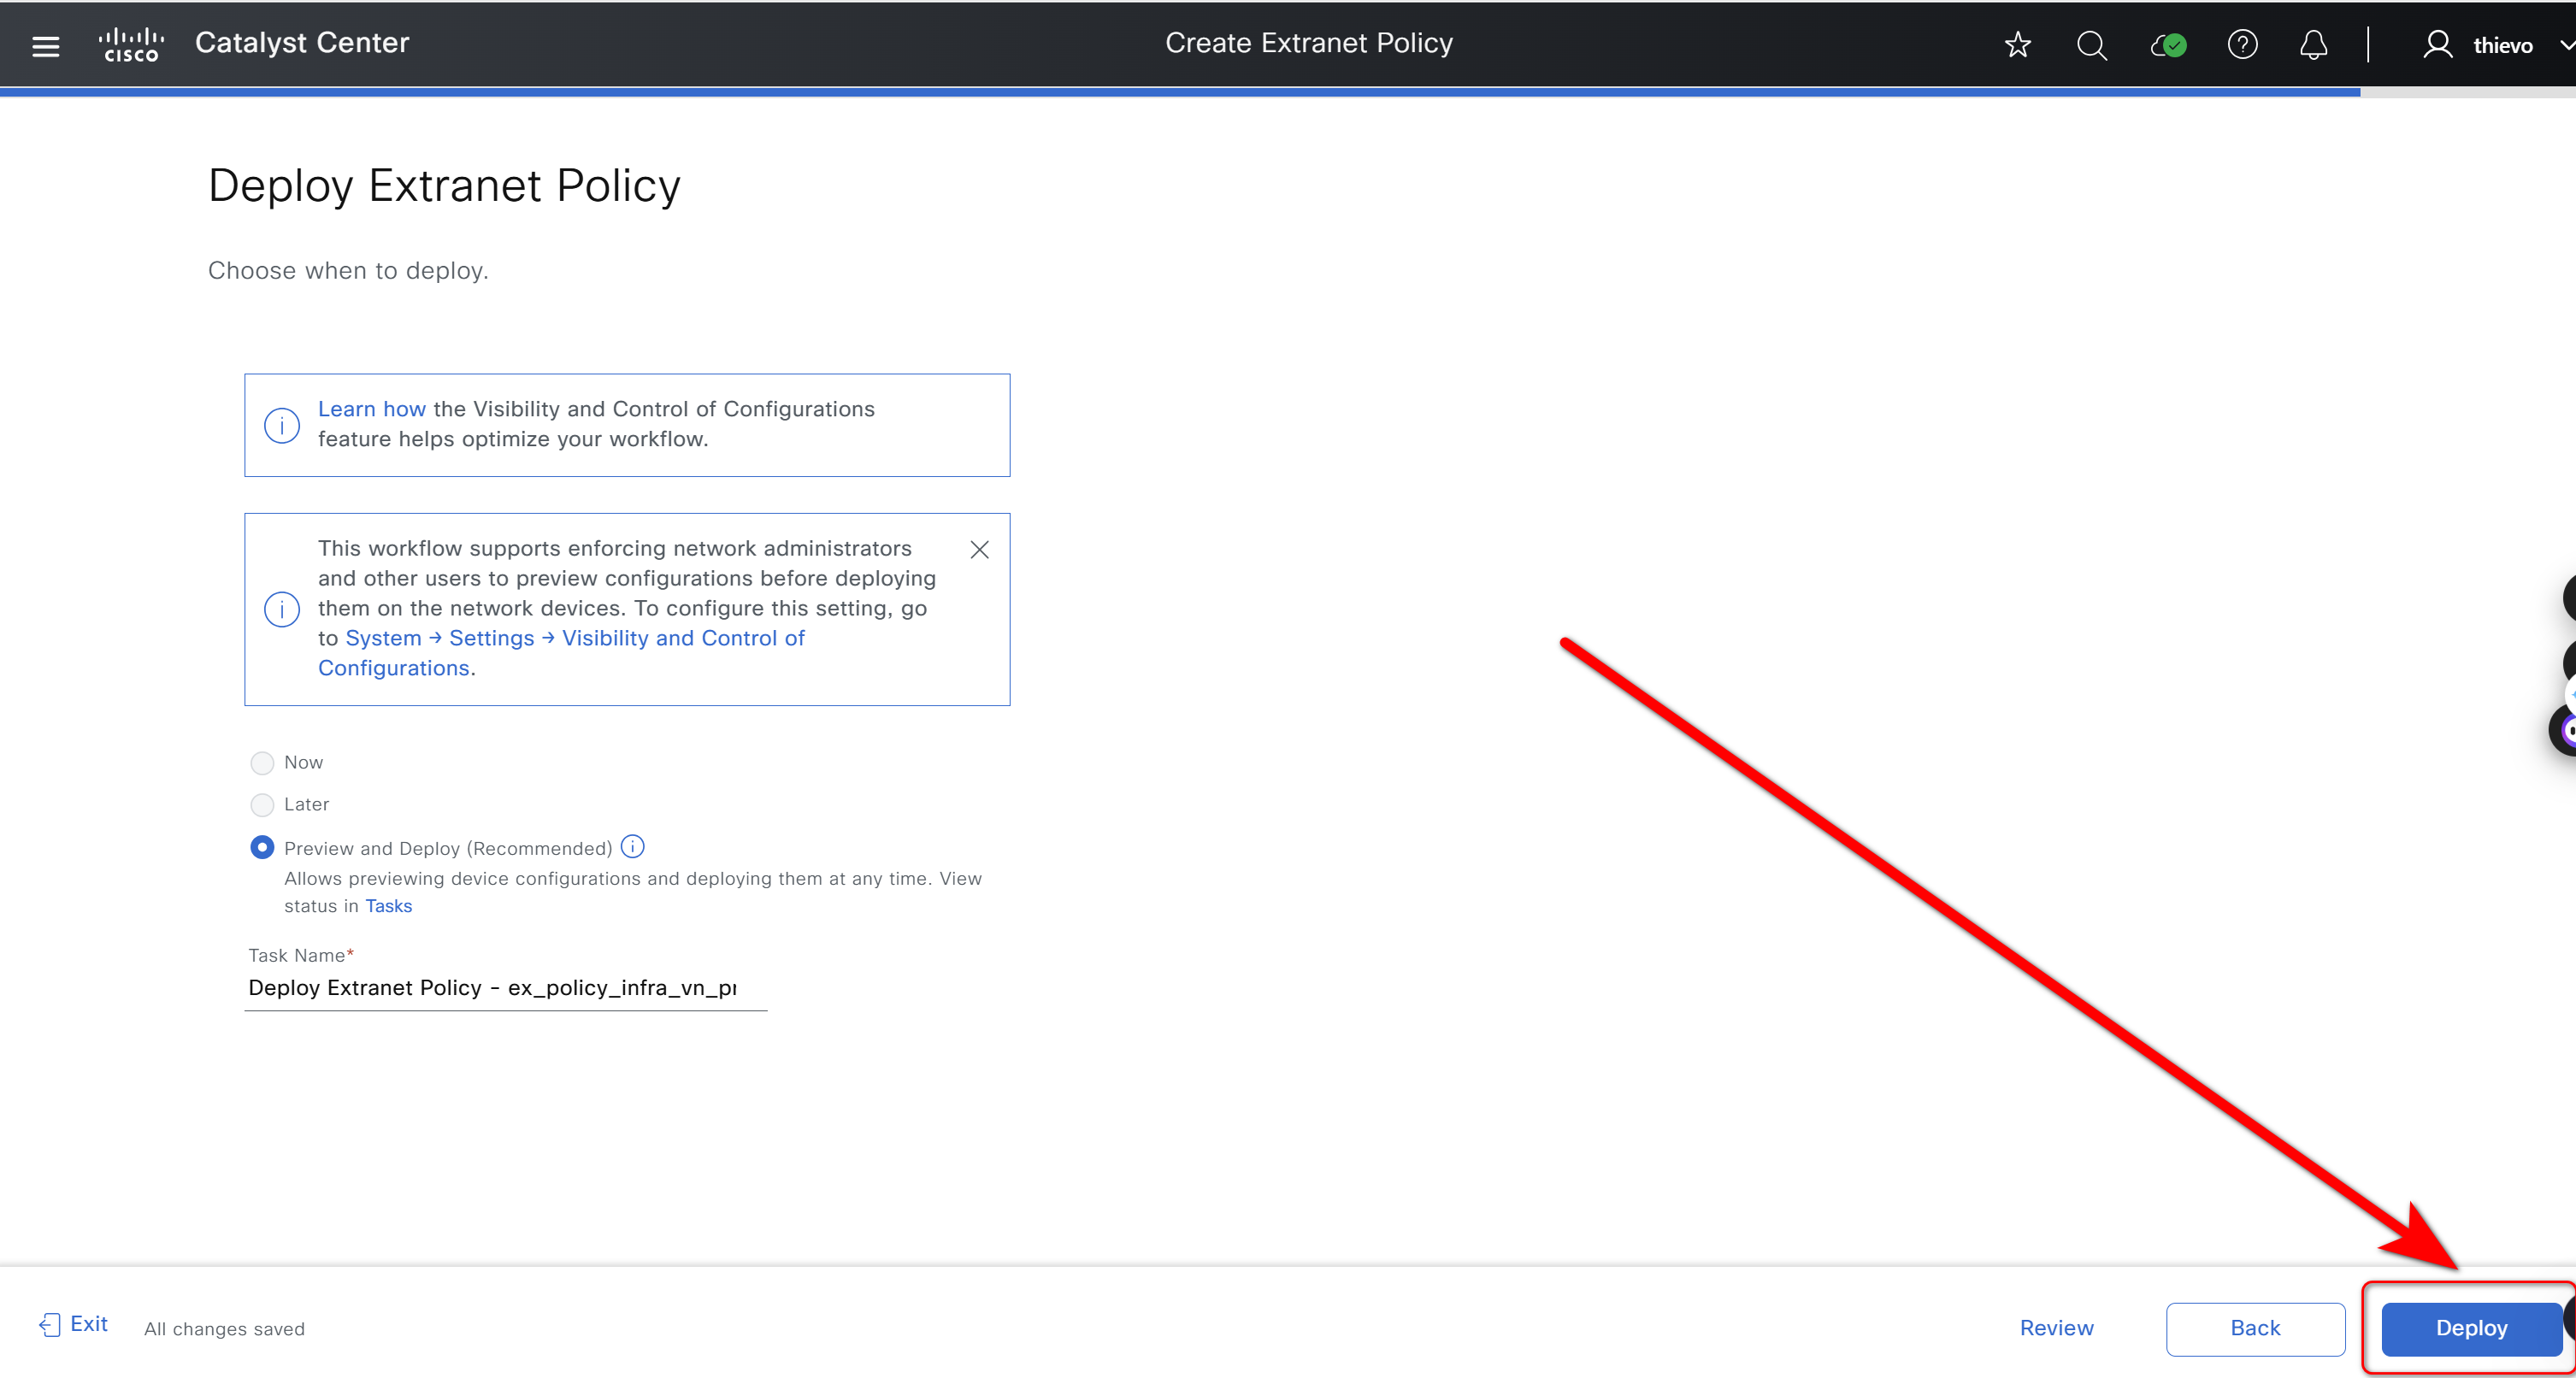 CISCO
Catalyst Center
Create Extranet Policy
thievo
Deploy Extranet Policy
Choose when to deploy.
Learn how the Visibility and Control of Configurations
feature helps optimize your workflow.
This workflow supports enforcing network administrators
and other users to preview configurations before deploying
them on the network devices. To configure this setting, go
to System → Settings → Visibility and Control of
Configurations.
Now
Later
Preview and Deploy (Recommended)
Allows previewing device configurations and deploying them at any time. View
status in Tasks
Task Name*
Deploy Extranet Policy - ex_policy_infra_vn_pr
Exit
All changes saved
Review
Back
Deploy